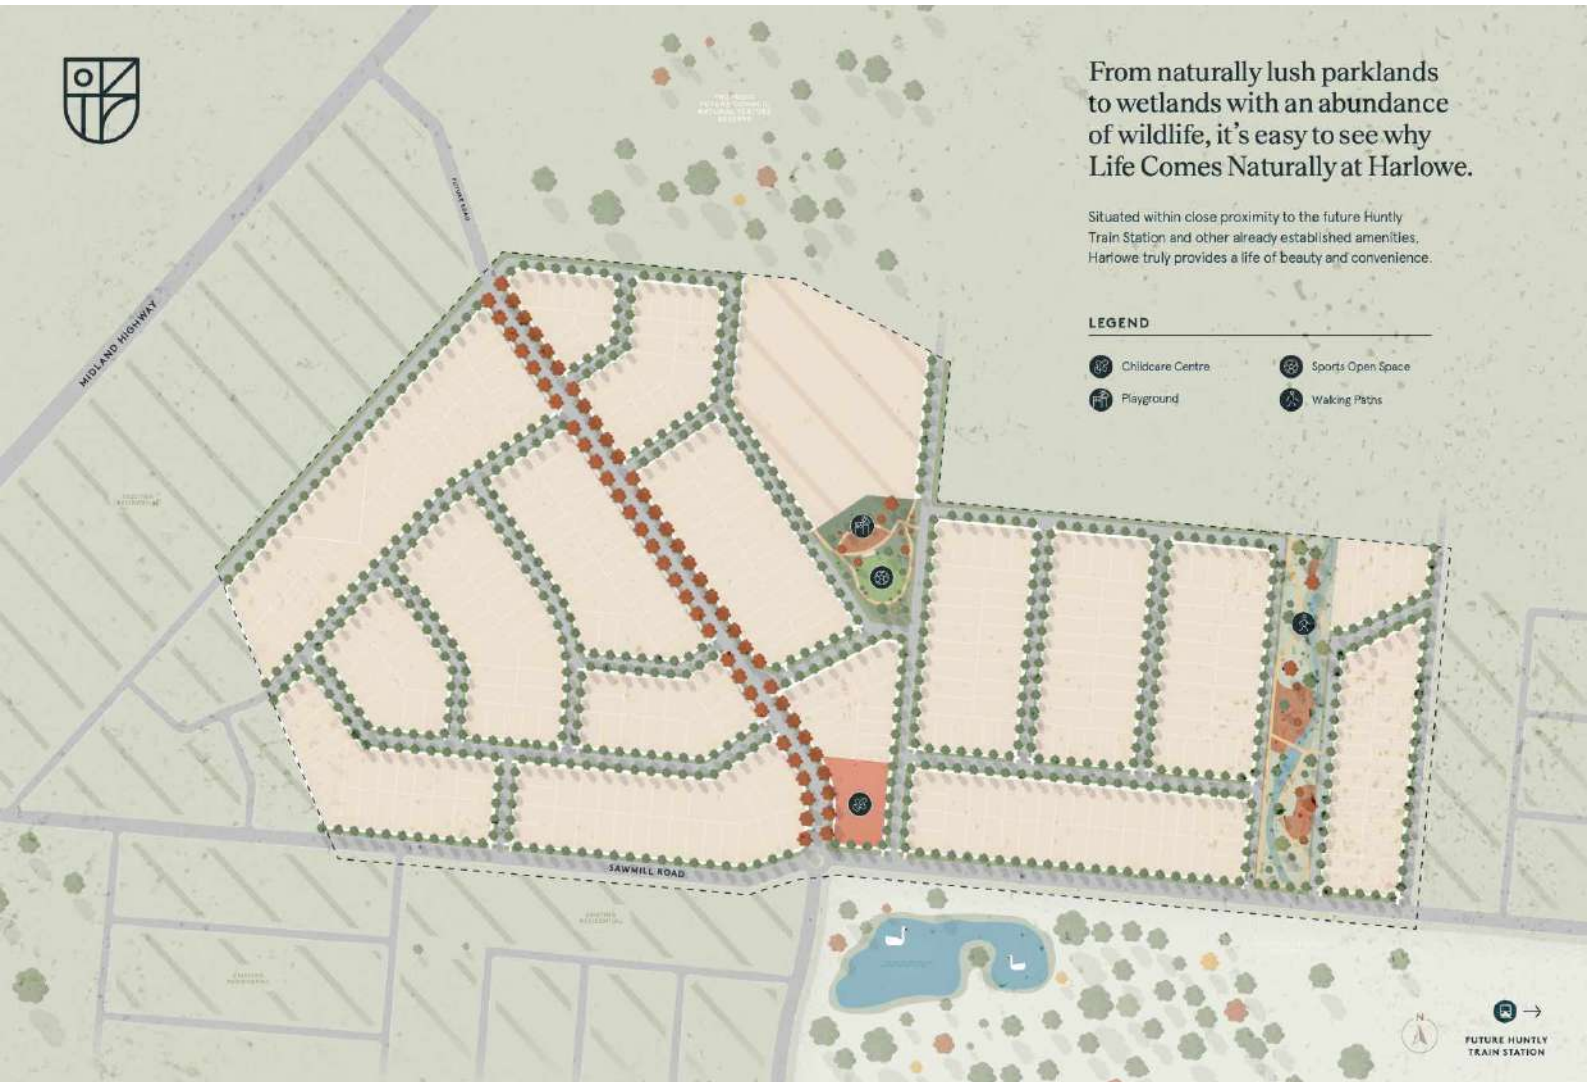 From naturally lush parklands
to wetlands with an abundance
of wildlife, it's easy to see why
Life Comes Naturally at Harlowe.
Situated within close proximity to the future Huntly
Train Station and other already established amenities,
Harlowe truly provides a life of beauty and convenience.
LEGEND
Childcare Centre
Sports Open Space
Playground
Walking Paths
FUTURE ROAD
MIDLAND HIGHWAY
SAWMILL ROAD
N
FUTURE HUNTLY
TRAIN STATION